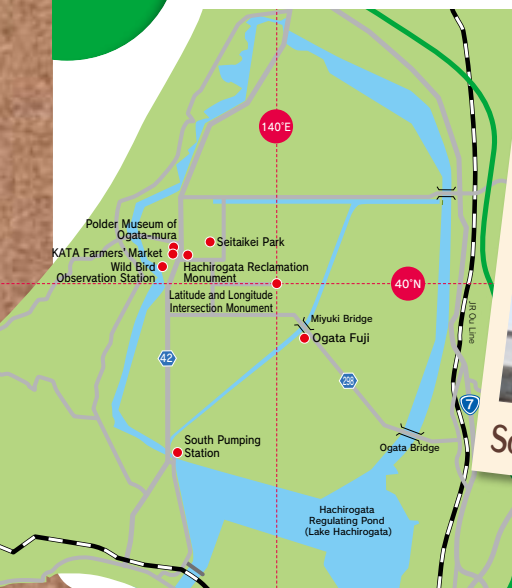 140°E
Polder Museum of
Ogata-mura
Seitaikei Park
KATA Farmers' Market
Wild Bird
Observation Station
Hachirogata Reclamation
Monument
40°N
Latitude and Longitude
Intersection Monument
Miyuki Bridge
Ogata Fuji
JR Ou Line
42
298
7
Ogata Bridge
South Pumping
Station
Hachirogata
Regulating Pond
(Lake Hachirogata)